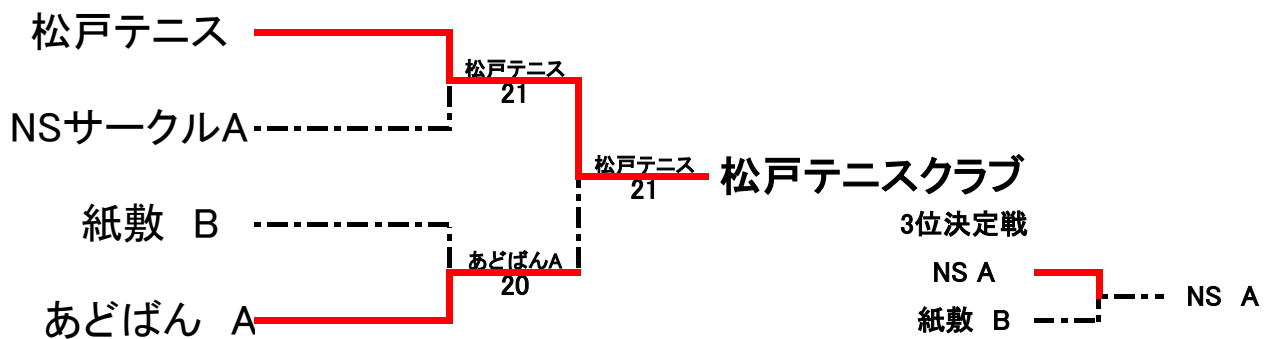 松戸テニス
松戸テニス
21
NSサークルA
松戸テニス
21
松戸テニスクラブ
紙敷　B
3位決定戦
あどばんA
20
NS A
NS　A
紙敷　B
あどばん　A